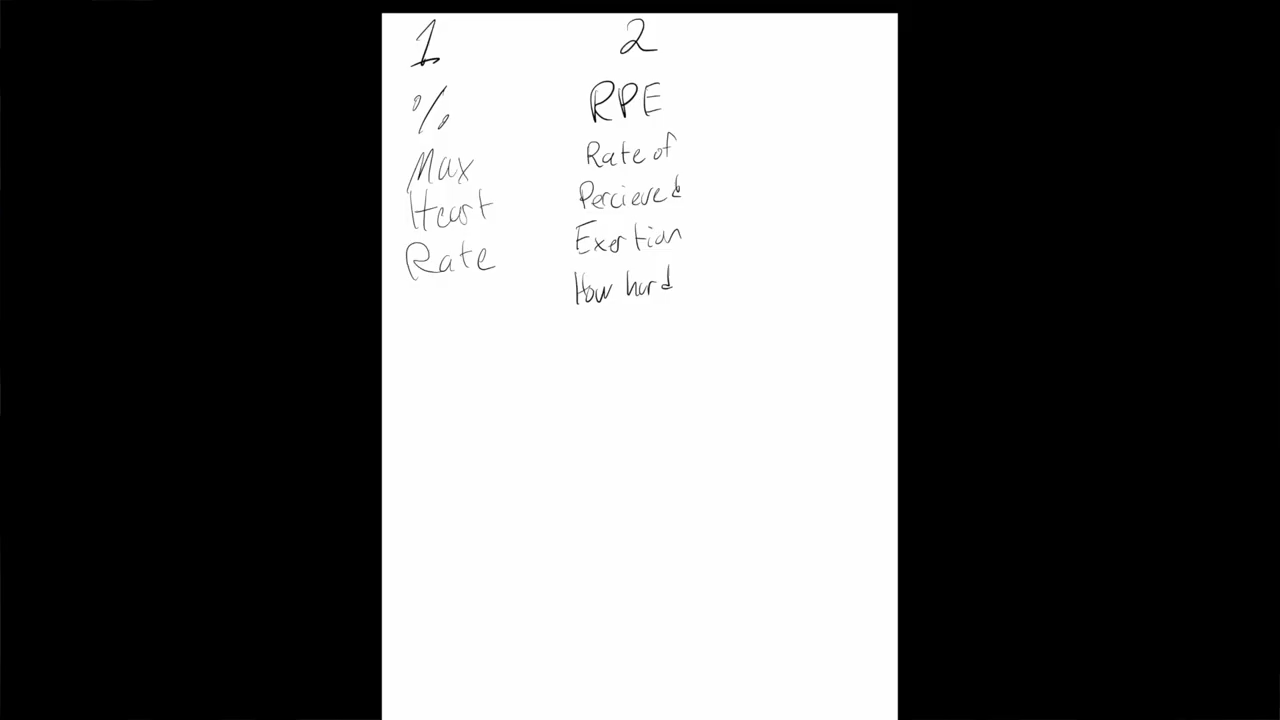 1
%
Max
Heart
Rate
2
RPE
Rate of
Percieved
Exertion
How hard